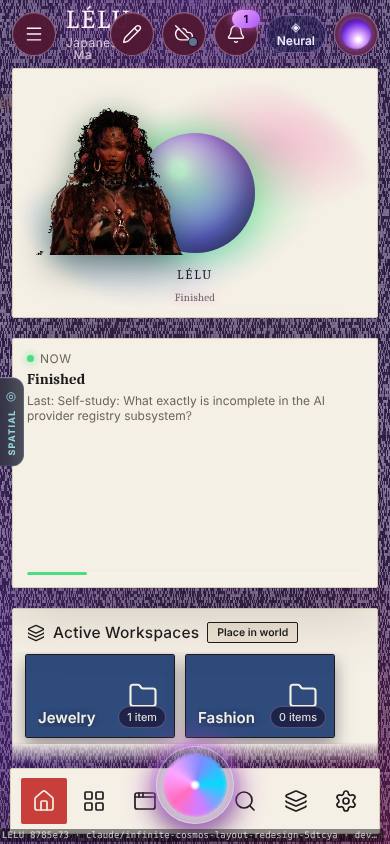 LÉLU
Japane
Ma
1
Neural
LÉLU
Finished
NOW
Finished
Last: Self-study: What exactly is incomplete in the AI
provider registry subsystem?
SPATIAL
Active Workspaces
Place in world
Jewelry
1 item
Fashion
0 items
LELU 8785e73 · claude/infinite-cosmos-layout-redesign-5dtcya · dev…